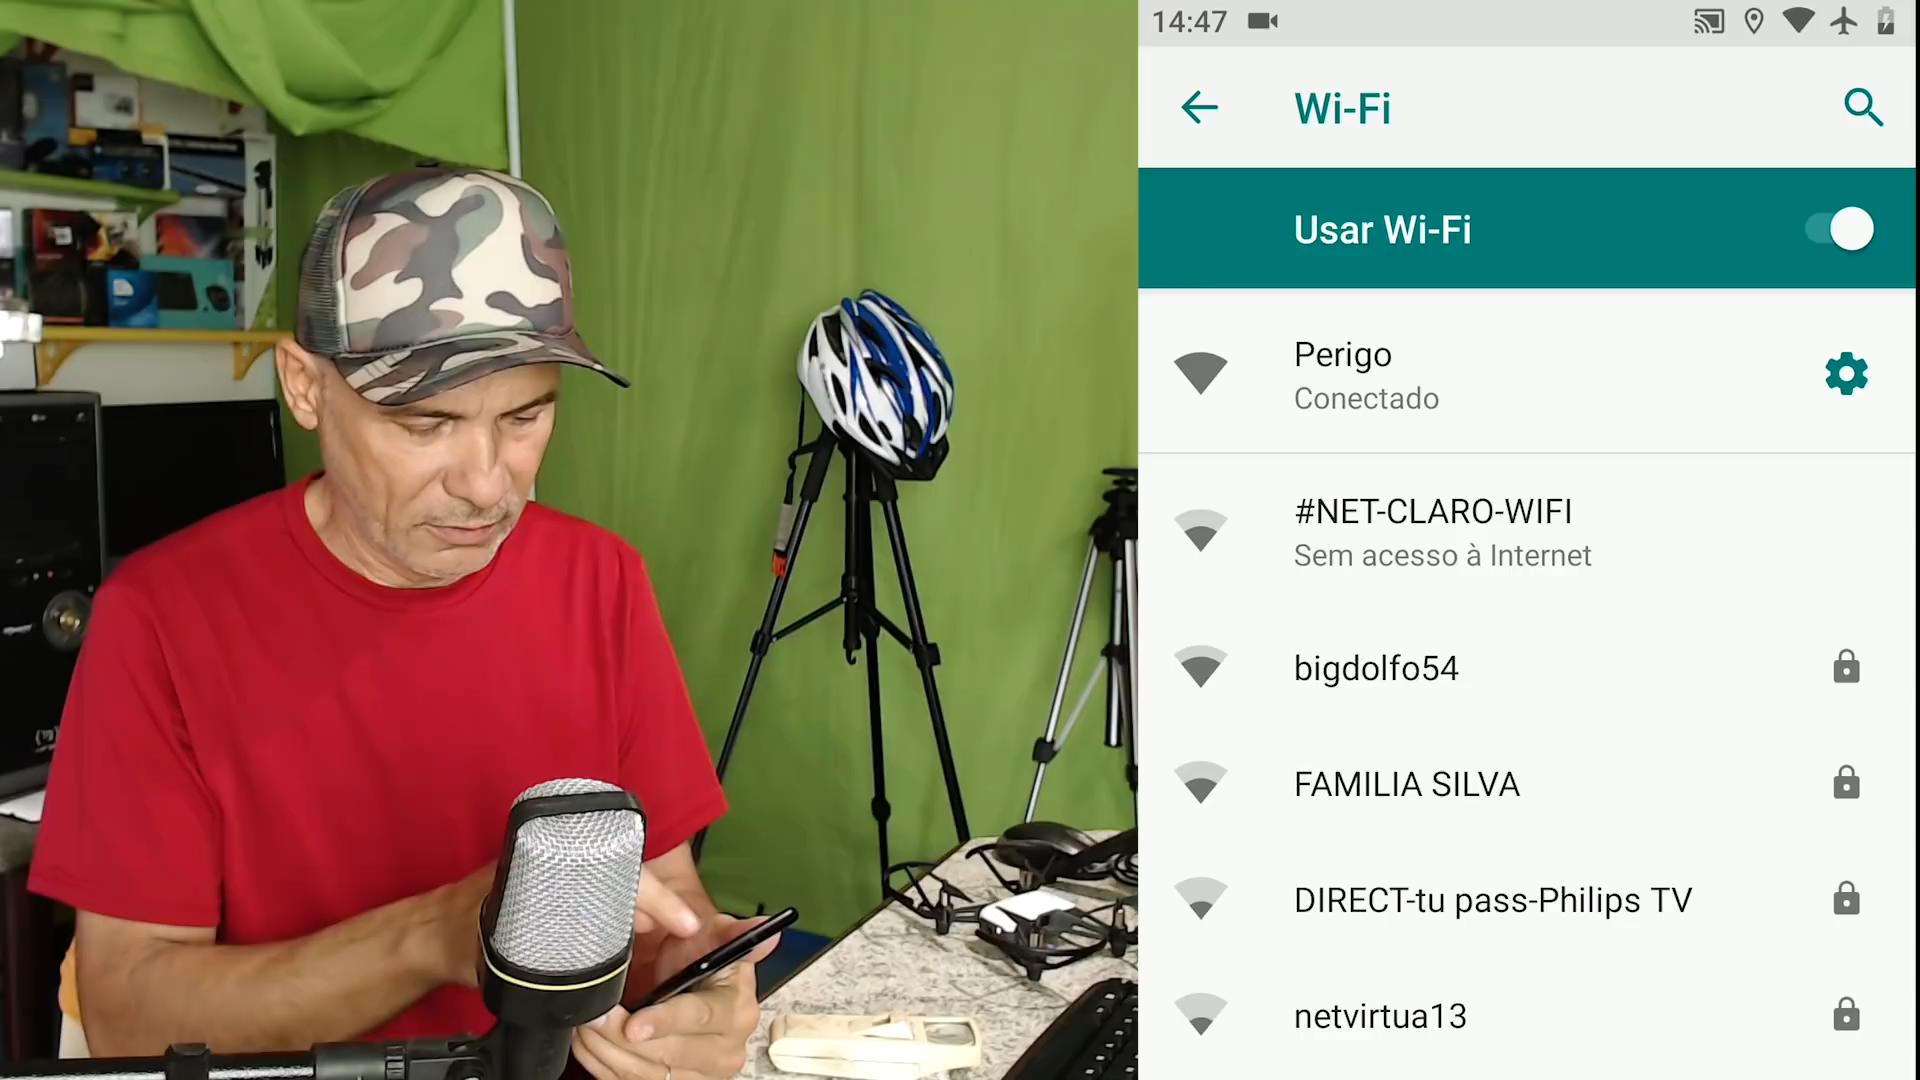 14:47
Wi-Fi
Usar Wi-Fi
Perigo
Conectado
#NET-CLARO-WIFI
Sem acesso à Internet
bigdolfo54
FAMILIA SILVA
DIRECT-tu pass-Philips TV
netvirtua13
LG